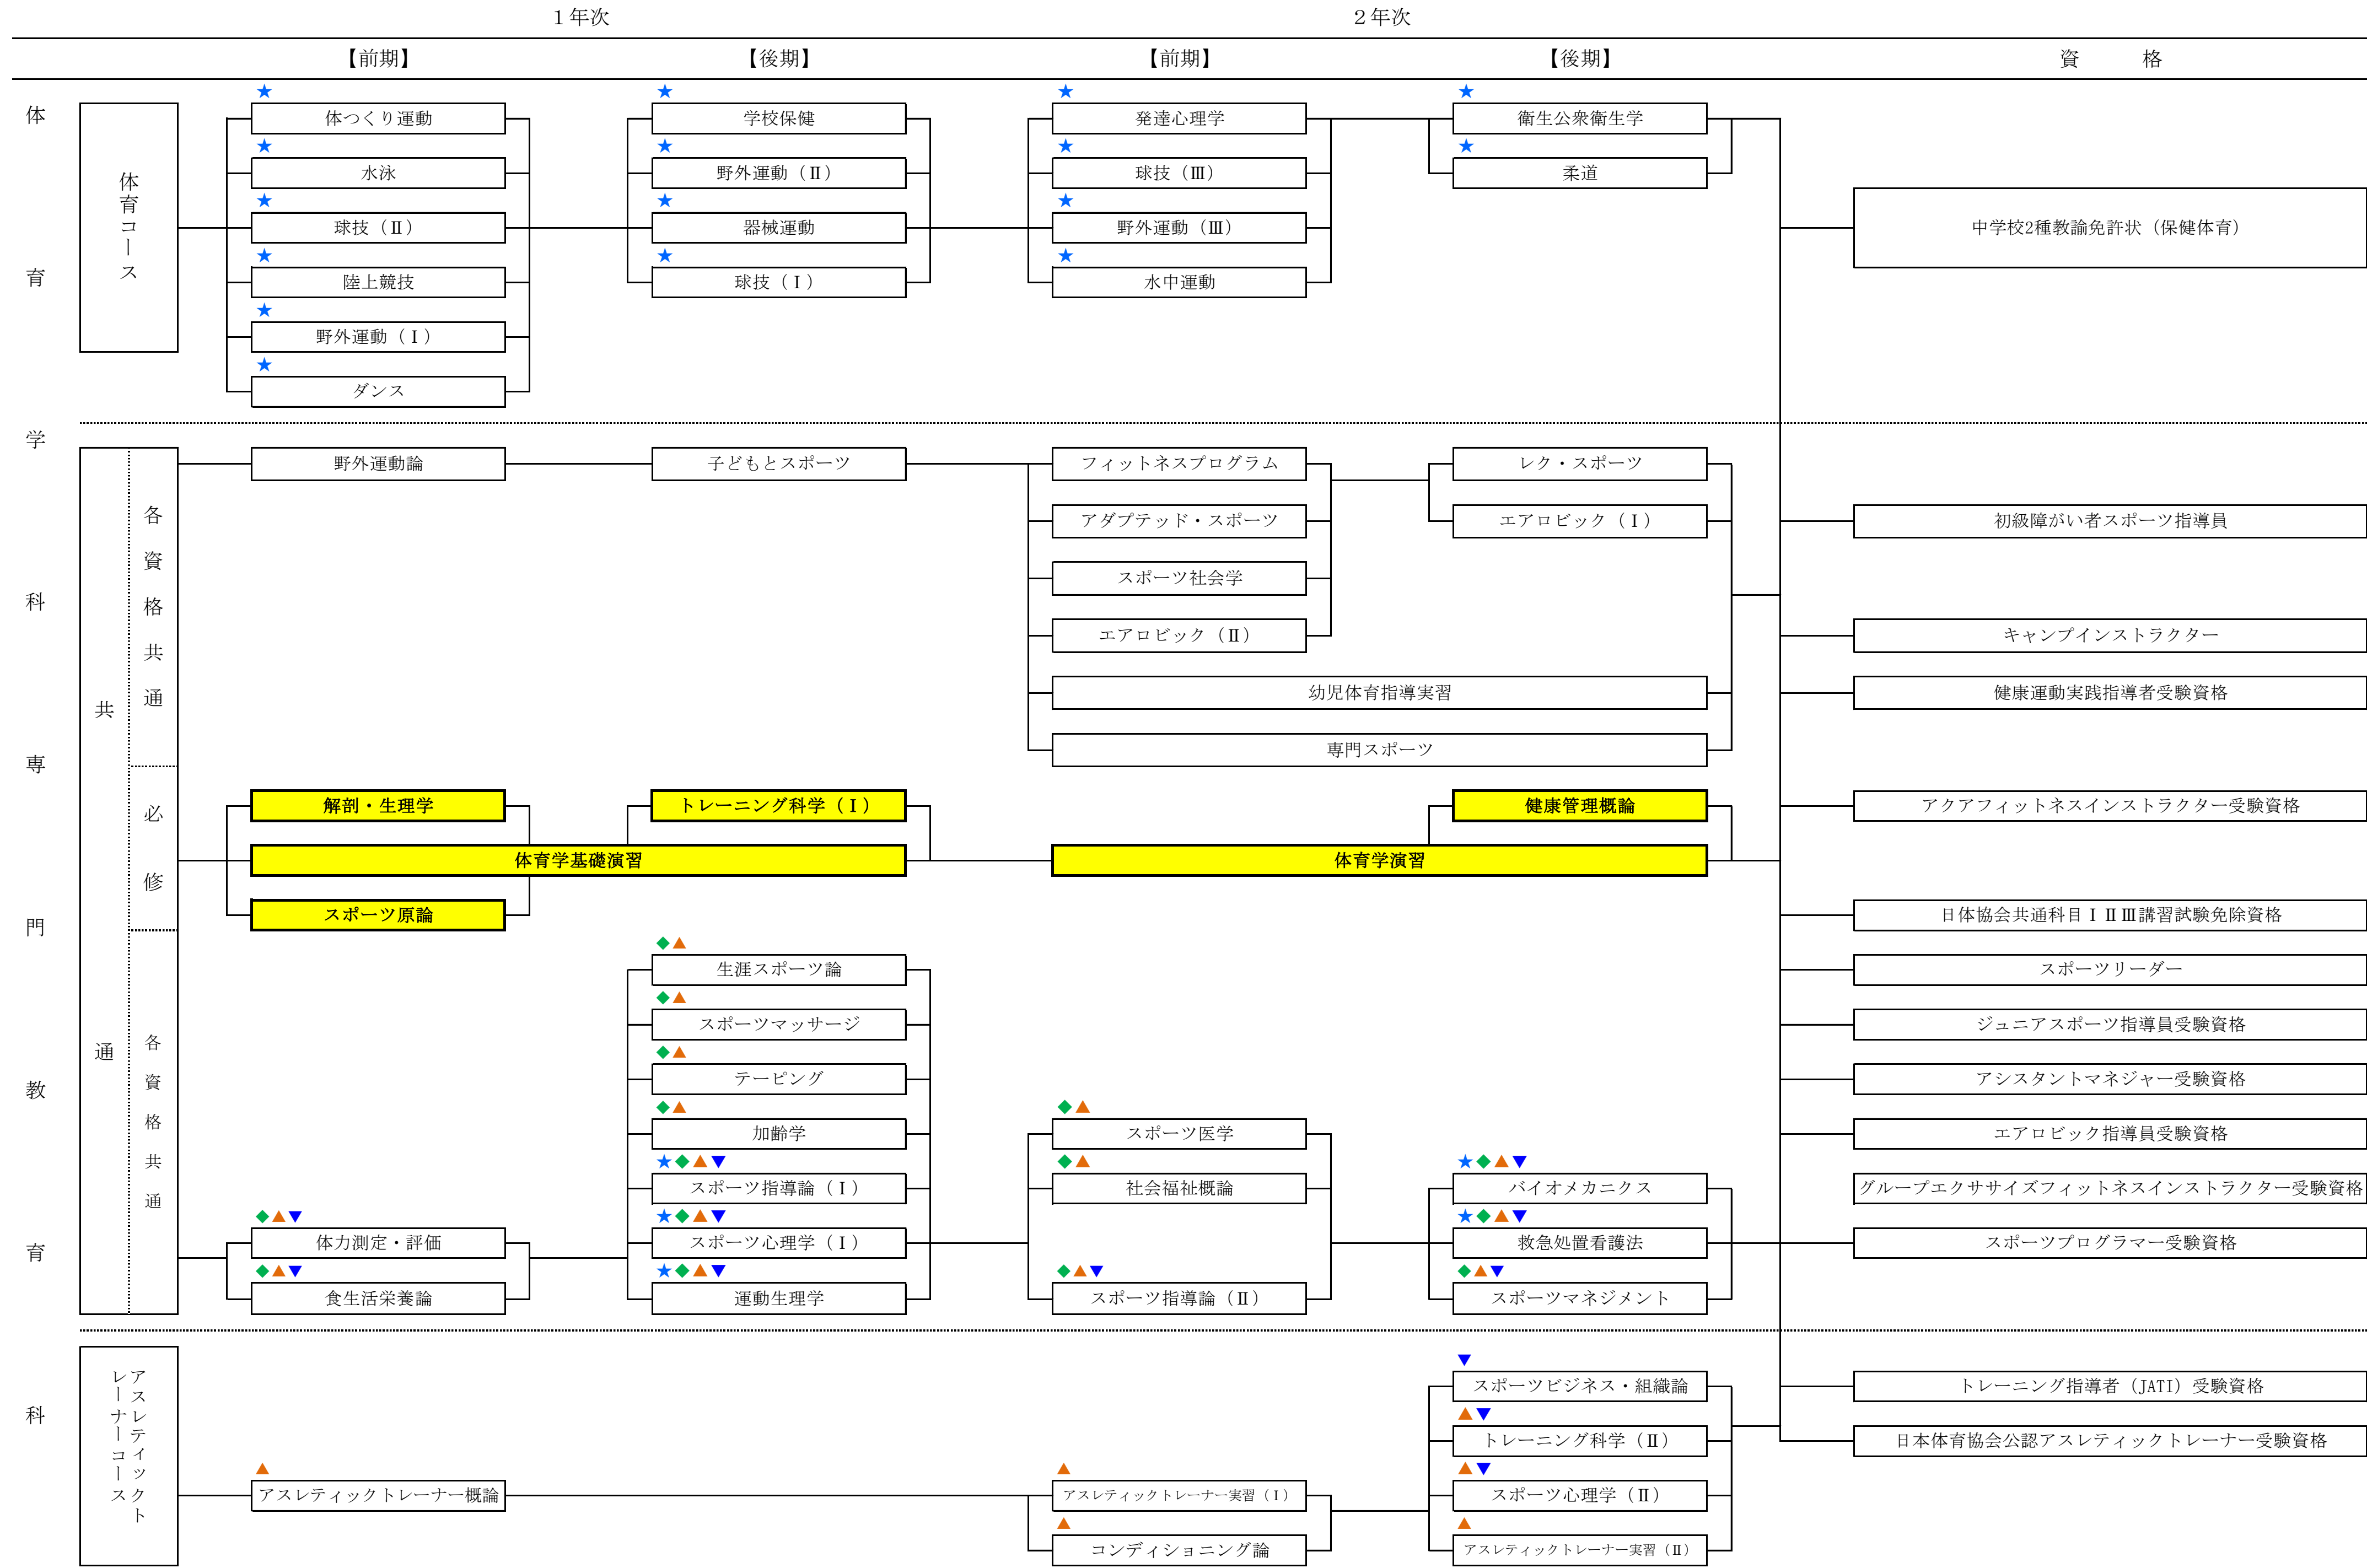 １年次
２年次
【前期】
【後期】
【前期】
【後期】
資　格
体育学科専門教育科
体育コース
★
体つくり運動
★
水泳
★
球技（Ⅱ）
★
陸上競技
★
野外運動（Ⅰ）
★
ダンス
★
学校保健
★
野外運動（Ⅱ）
★
器械運動
★
球技（Ⅰ）
★
発達心理学
★
球技（Ⅲ）
★
野外運動（Ⅲ）
★
水中運動
★
衛生公衆衛生学
★
柔道
中学校2種教諭免許状（保健体育）
共通
各資格共通
野外運動論
子どもとスポーツ
フィットネスプログラム
アダプテッド・スポーツ
スポーツ社会学
エアロビック（Ⅱ）
幼児体育指導実習
専門スポーツ
レク・スポーツ
エアロビック（Ⅰ）
初級障がい者スポーツ指導員
キャンプインストラクター
健康運動実践指導者受験資格
必修
解剖・生理学
トレーニング科学（Ⅰ）
健康管理概論
体育学基礎演習
体育学演習
スポーツ原論
アクアフィットネスインストラクター受験資格
日体協会共通科目ⅠⅡⅢ講習試験免除資格
各資格共通
◆▲▼
体力測定・評価
◆▲▼
食生活栄養論
◆▲
生涯スポーツ論
◆▲
スポーツマッサージ
◆▲
テーピング
◆▲
加齢学
★◆▲▼
スポーツ指導論（Ⅰ）
★◆▲▼
スポーツ心理学（Ⅰ）
★◆▲▼
運動生理学
◆▲
スポーツ医学
◆▲
社会福祉概論
◆▲▼
スポーツ指導論（Ⅱ）
★◆▲▼
バイオメカニクス
★◆▲▼
救急処置看護法
◆▲▼
スポーツマネジメント
スポーツリーダー
ジュニアスポーツ指導員受験資格
アシスタントマネジャー受験資格
エアロビック指導員受験資格
グループエクササイズフィットネスインストラクター受験資格
スポーツプログラマー受験資格
アスレティックト
レーナーコース
▲
アスレティックトレーナー概論
▲
アスレティックトレーナー実習（Ⅰ）
▲
コンディショニング論
▼
スポーツビジネス・組織論
▲▼
トレーニング科学（Ⅱ）
▲▼
スポーツ心理学（Ⅱ）
▲
アスレティックトレーナー実習（Ⅱ）
トレーニング指導者（JATI）受験資格
日本体育協会公認アスレティックトレーナー受験資格